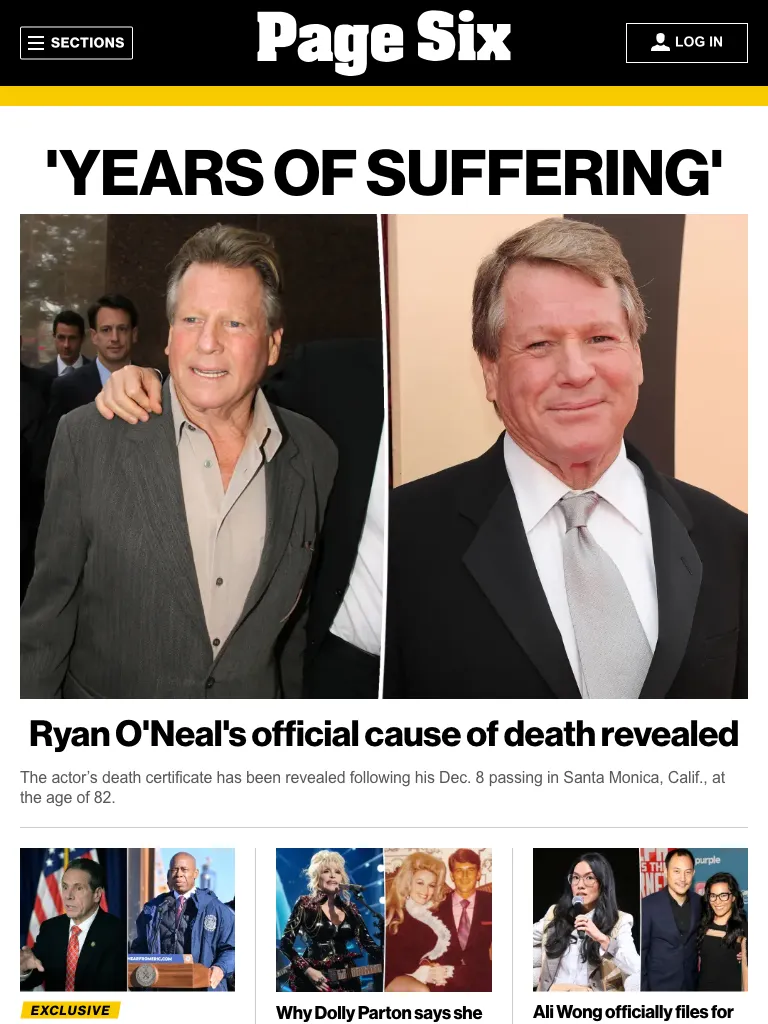 SECTIONS
Page Six
LOG IN
'YEARS OF SUFFERING'
Ryan O'Neal's official cause of death revealed
The actor’s death certificate has been revealed following his Dec. 8 passing in Santa Monica, Calif., at
the age of 82.
purple
EXCLUSIVE
Why Dolly Parton says she
Ali Wong officially files for